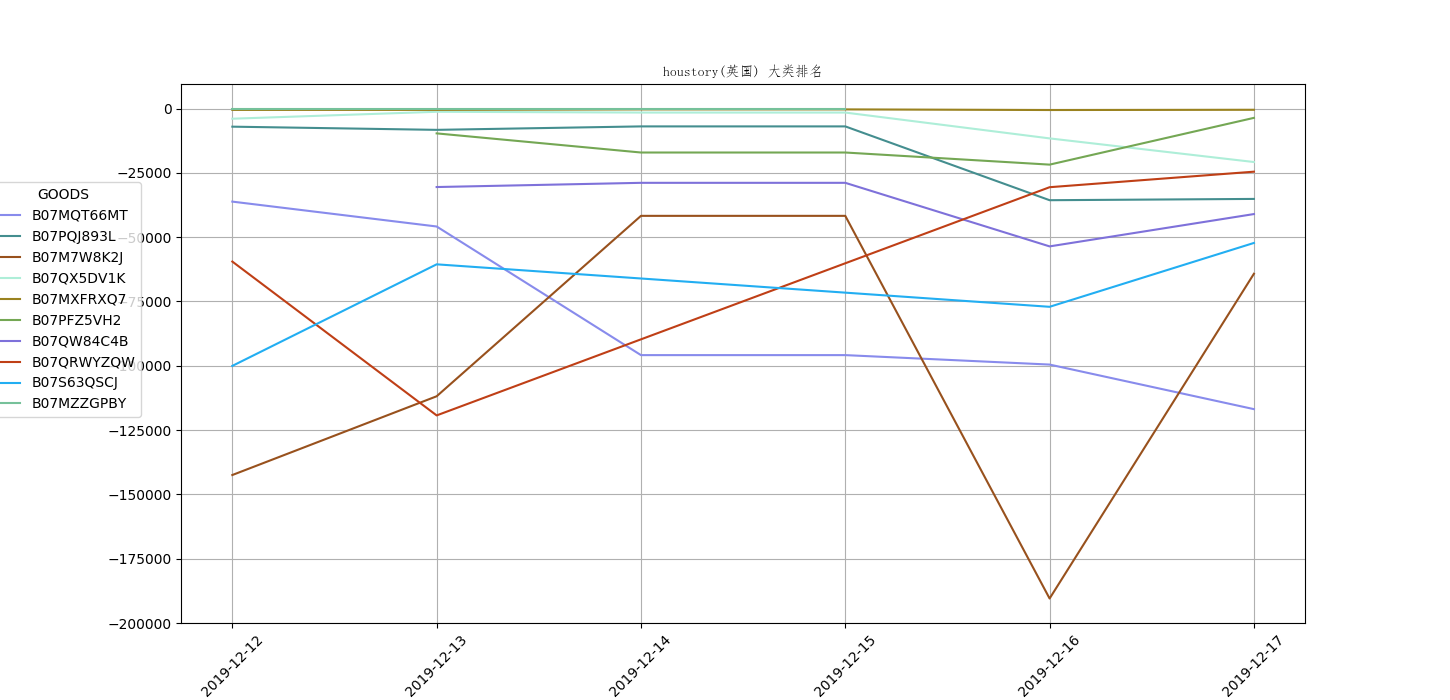 houstory(英国) 大类排名
0
−25000
−50000
−75000
−100000
−125000
−150000
−175000
−200000
GOODS
B07MQT66MT
B07PQJ893L
B07M7W8K2J
B07QX5DV1K
B07MXFRXQ7
B07PFZ5VH2
B07QW84C4B
B07QRWYZQW
B07S63QSCJ
B07MZZGPBY
2019-12-12
2019-12-13
2019-12-14
2019-12-15
2019-12-16
2019-12-17